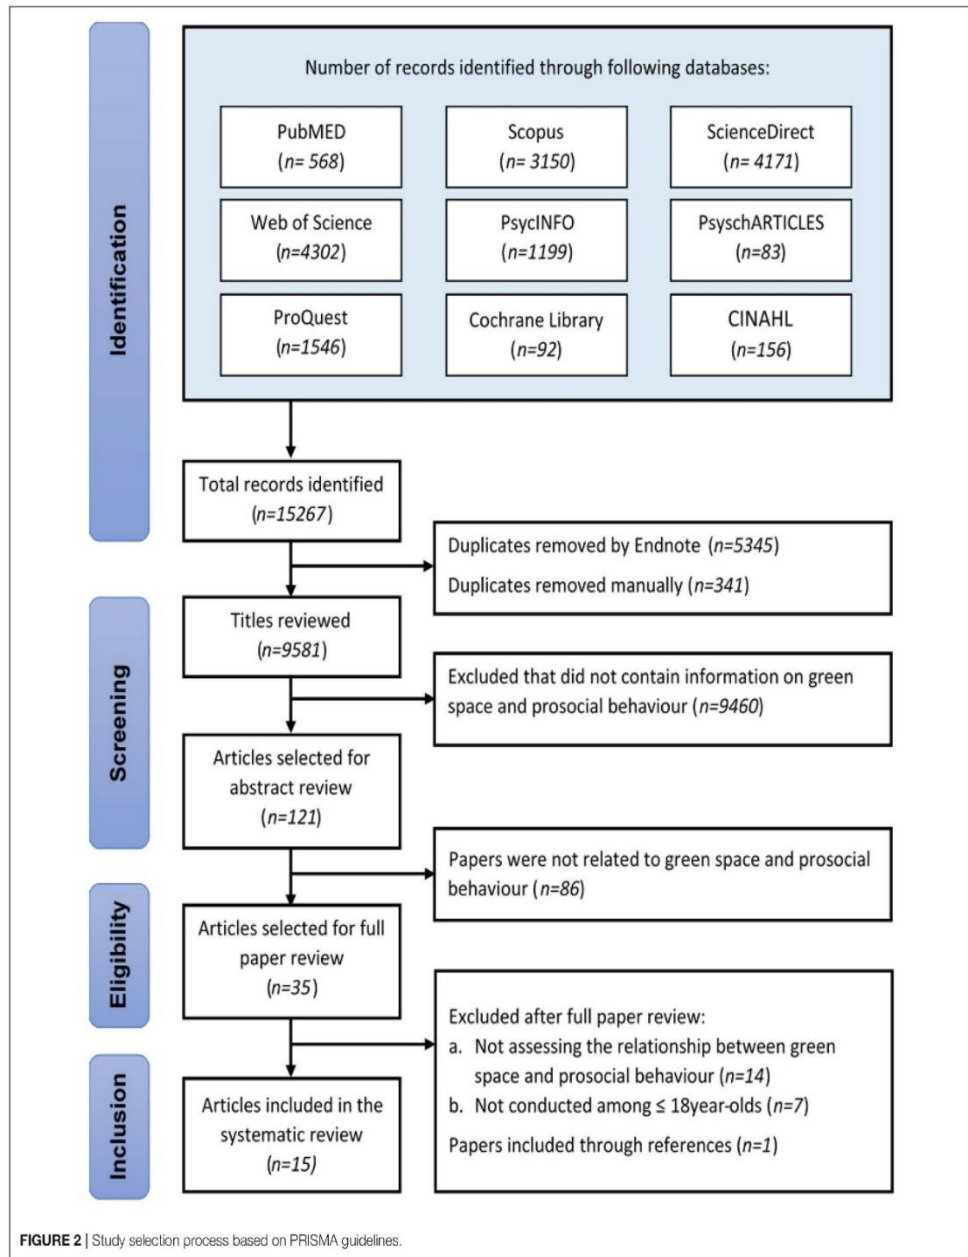 Identification
Number of records identified through following databases:
PubMED
(n= 568)
Scopus
(n= 3150)
ScienceDirect
(n= 4171)
Web of Science
(n=4302)
PsycINFO
(n=1199)
PsyschARTICLES
(n=83)
ProQuest
(n=1546)
Cochrane Library
(n=92)
CINAHL
(n=156)
Total records identified
(n=15267)
Duplicates removed by Endnote (n=5345)
Duplicates removed manually (n=341)
Screening
Titles reviewed
(n=9581)
Excluded that did not contain information on green
space and prosocial behaviour (n=9460)
Articles selected for
abstract review
(n=121)
Papers were not related to green space and prosocial
behaviour (n=86)
Eligibility
Articles selected for full
paper review
(n=35)
Excluded after full paper review:
a. Not assessing the relationship between green
space and prosocial behaviour (n=14)
b. Not conducted among ≤ 18year-olds (n=7)
Papers included through references (n=1)
Inclusion
Articles included in the
systematic review
(n=15)
FIGURE 2 | Study selection process based on PRISMA guidelines.